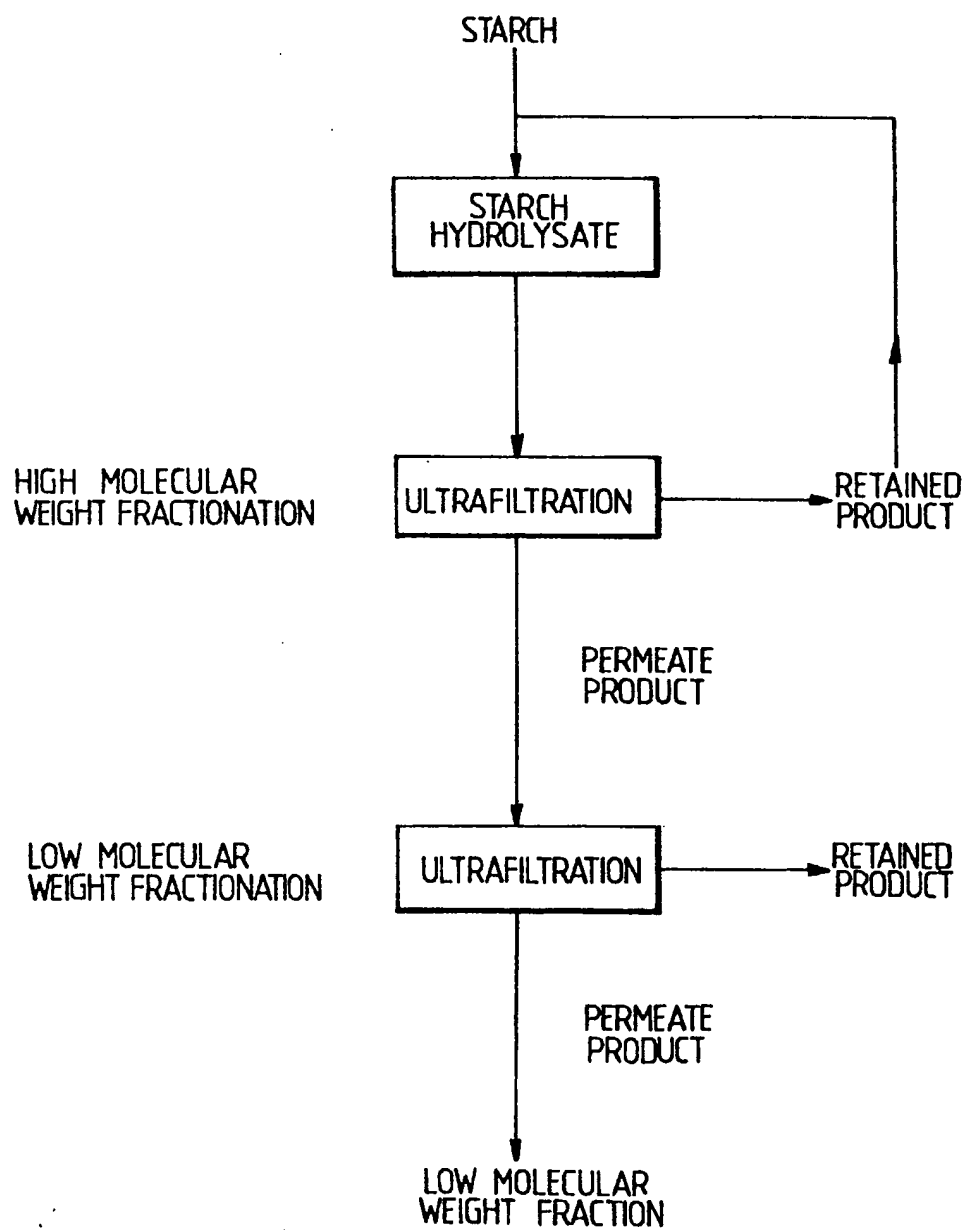 STARCH
STARCH
HYDROLYSATE
HIGH MOLECULAR
WEIGHT FRACTIONATION
ULTRAFILTRATION
RETAINED
PRODUCT
PERMEATE
PRODUCT
LOW MOLECULAR
WEIGHT FRACTIONATION
ULTRAFILTRATION
RETAINED
PRODUCT
PERMEATE
PRODUCT
LOW MOLECULAR
WEIGHT FRACTION